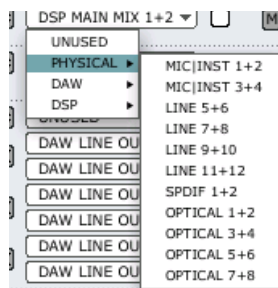 DSP MAIN MIX 1+2
UNUSED
PHYSICAL
DAW
DSP
MIC|INST 1+2
MIC|INST 3+4
LINE 5+6
LINE 7+8
LINE 9+10
LINE 11+12
SPDIF 1+2
OPTICAL 1+2
OPTICAL 3+4
OPTICAL 5+6
OPTICAL 7+8
UNUSED
DAW LINE OU
DAW LINE OU
DAW LINE OU
DAW LINE OU
DAW LINE OU
DAW LINE OU